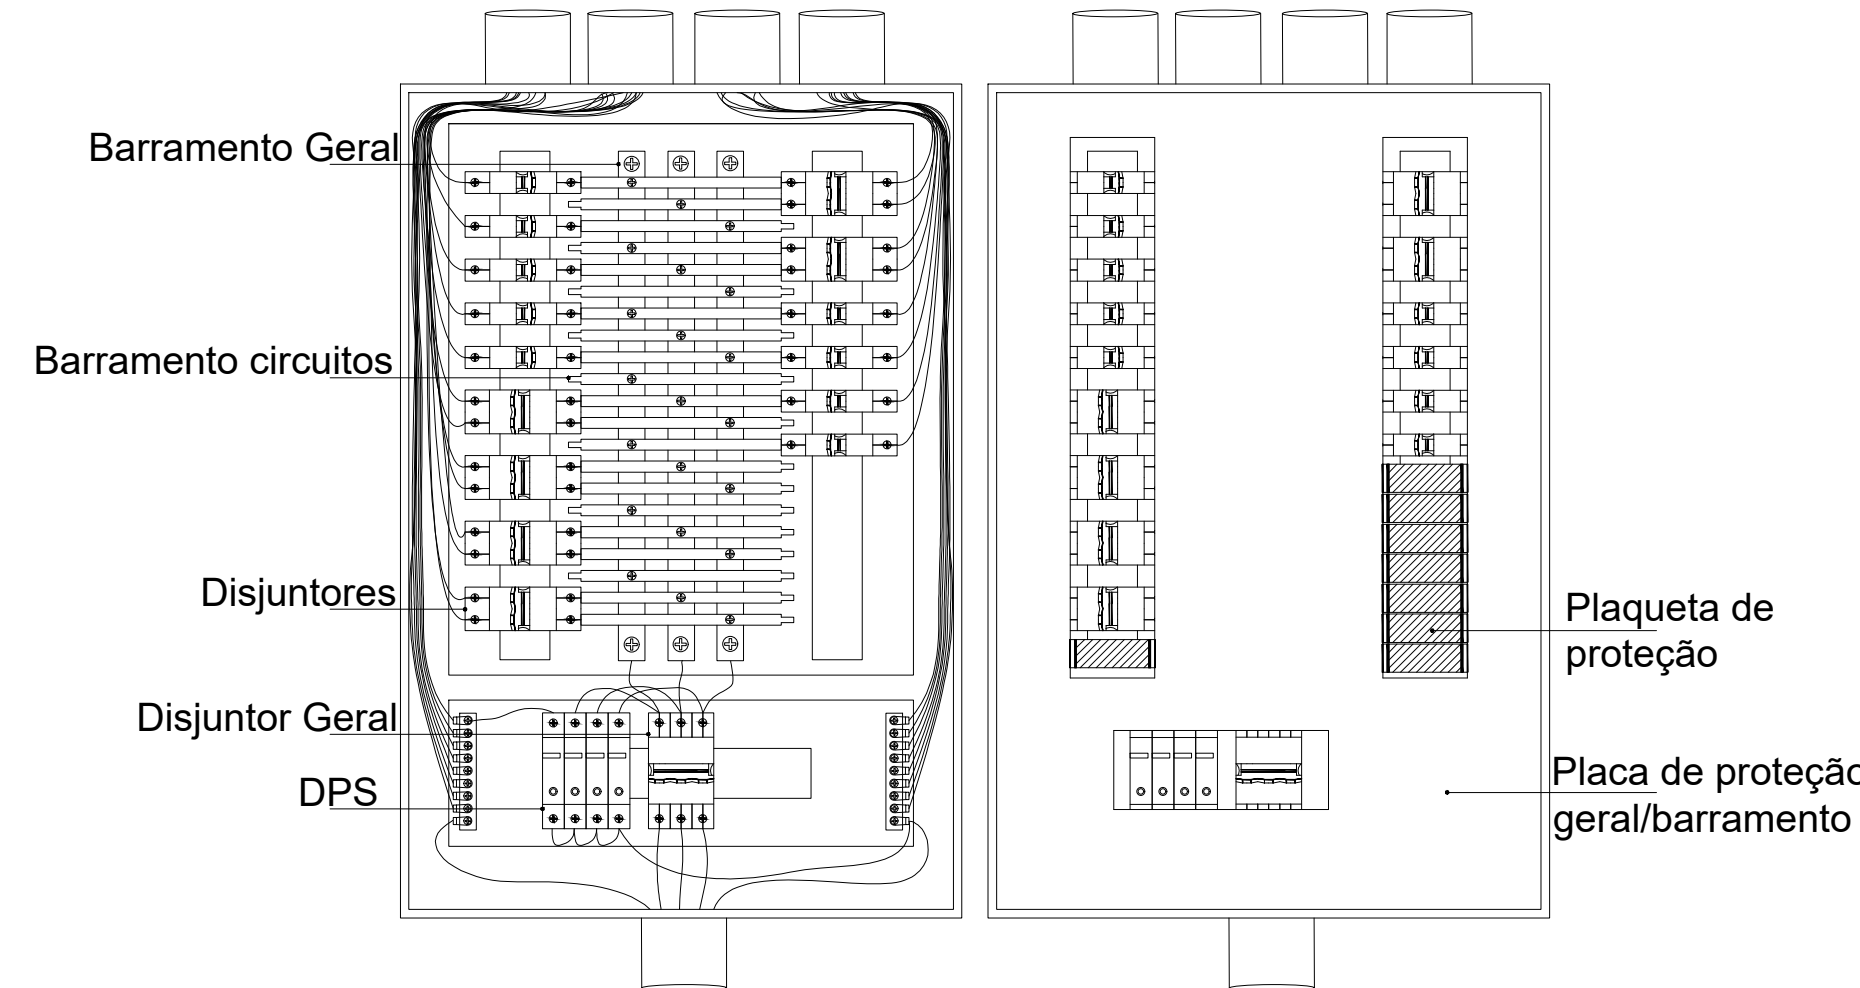 Barramento Geral
Barramento circuitos
Disjuntores
Disjuntor Geral
DPS
Plaqueta de
proteção
Placa de proteção
geral/barramento